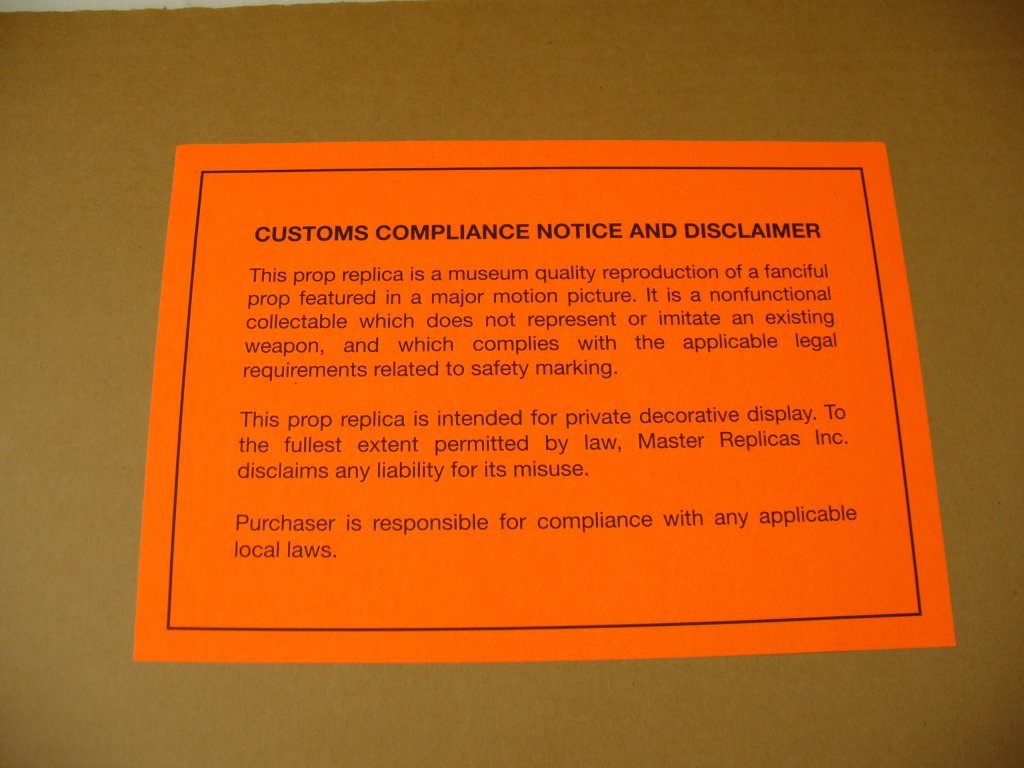 CUSTOMS COMPLIANCE NOTICE AND DISCLAIMER
This prop replica is a museum quality reproduction of a fanciful
prop featured in a major motion picture. It is a nonfunctional
collectable which does not represent or imitate an existing
weapon, and which complies with the applicable legal
requirements related to safety marking.
This prop replica is intended for private decorative display. To
the fullest extent permitted by law, Master Replicas Inc.
disclaims any liability for its misuse.
Purchaser is responsible for compliance with any applicable
local laws.